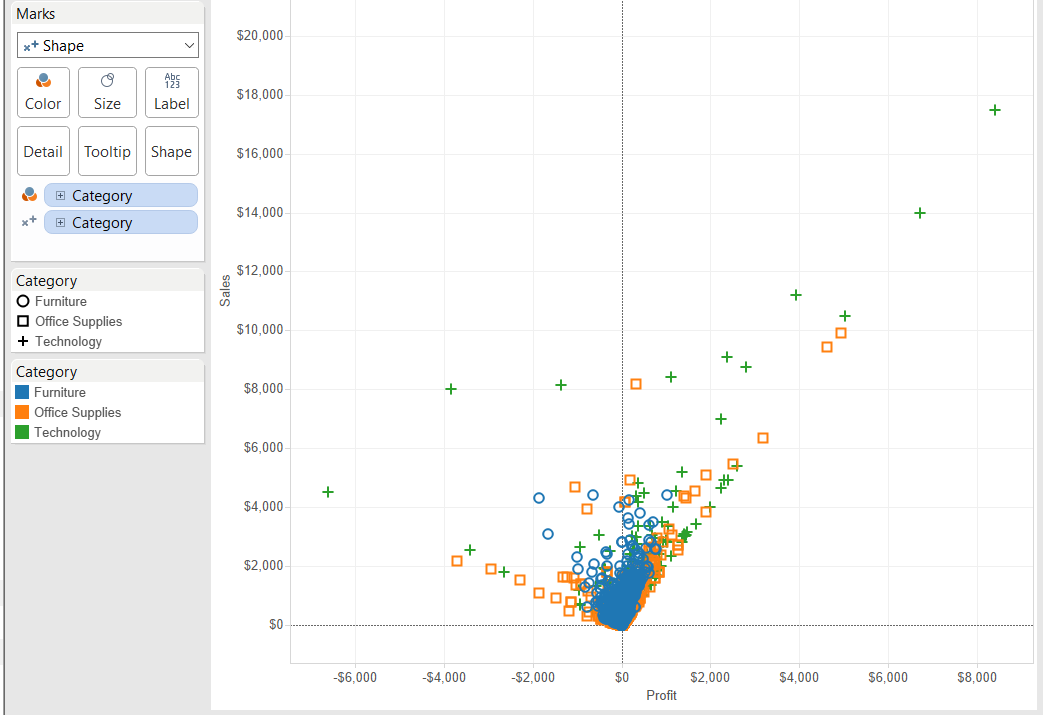 Marks
Shape
Color
Size
Abc
123
Label
Detail
Tooltip
Shape
Category
Category
Category
Furniture
Office Supplies
Technology
Category
Furniture
Office Supplies
Technology
Sales
$20,000
$18,000
$16,000
$14,000
$12,000
$10,000
$8,000
$6,000
$4,000
$2,000
$0
-$6,000 -$4,000 -$2,000 $0 $2,000 $4,000 $6,000 $8,000
Profit